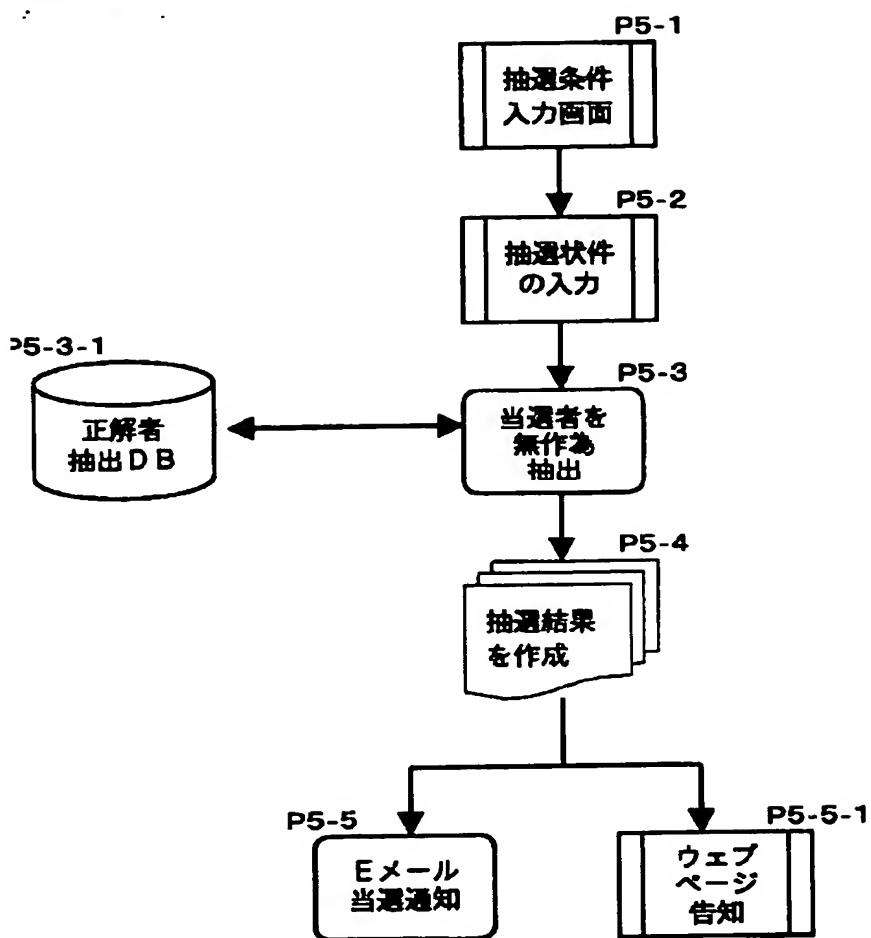 P5-1
抽選条件
入力画面
P5-2
抽選状件
の入力
P5-3-1
正解者
抽出DB
P5-3
当選者を
無作為
抽出
P5-4
抽選結果
を作成
P5-5
Eメール
当選通知
P5-5-1
ウェブ
ページ
告知